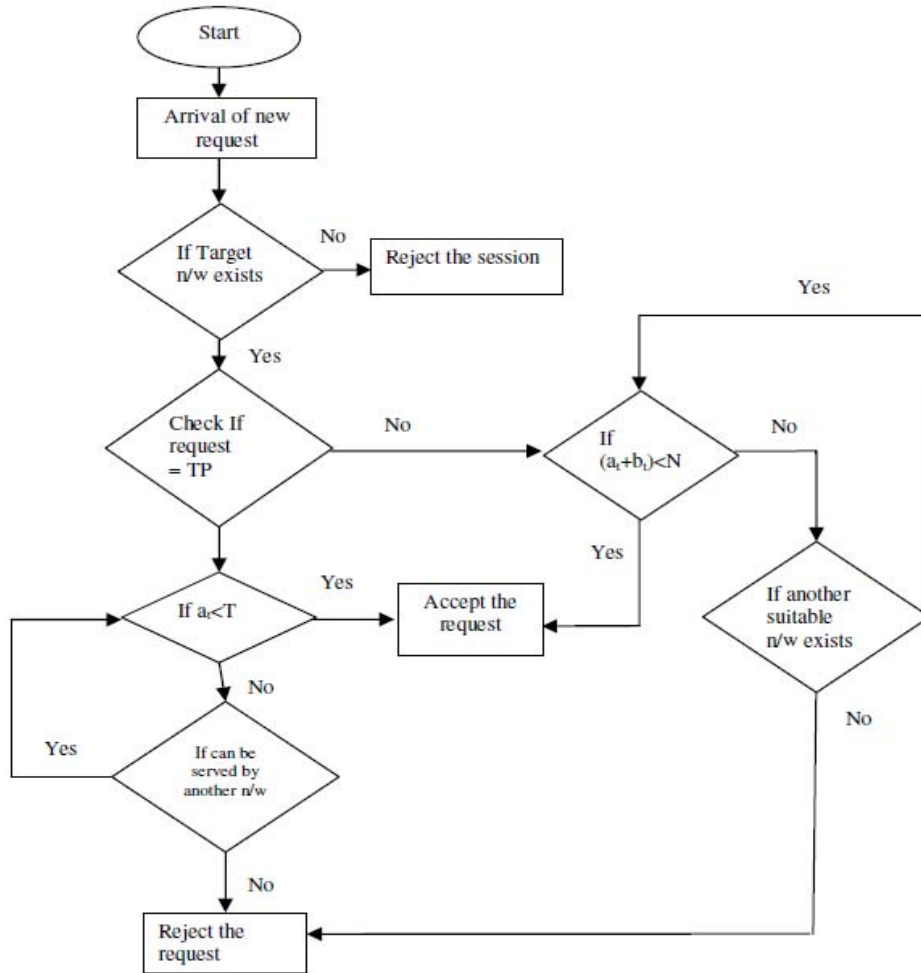 Start
Arrival of new
request
If Target
n/w exists
No
Reject the session
Yes
Yes
Check If
request
= TP
No
If
(aₜ+bₜ)<N
No
Yes
If aₜ<T
Yes
Accept the
request
If another
suitable
n/w exists
No
Yes
If can be
served by
another n/w
No
No
Reject the
request